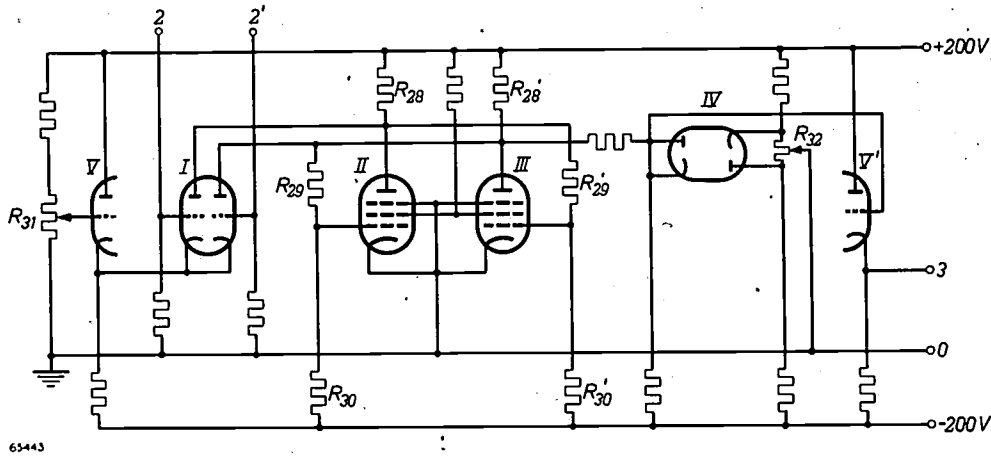 2 2'
+200V
R28 R28'
IV
R32
V I II III V'
R29 R29'
R31
3
0
R30 R30'
-200V
65443